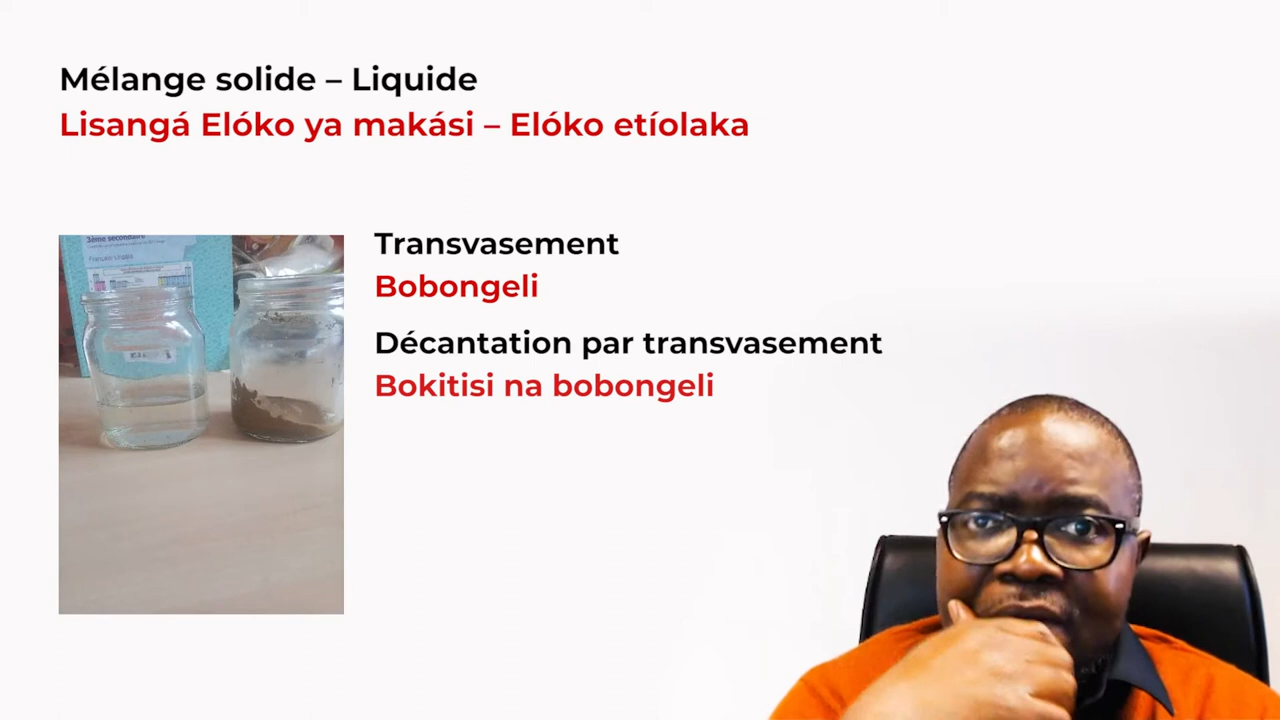 Mélange solide – Liquide
Lisangá Elóko ya makási – Elóko etíolaka
3ème secondaire
Transvasement
Bobongeli
Décantation par transvasement
Bokitisi na bobongeli